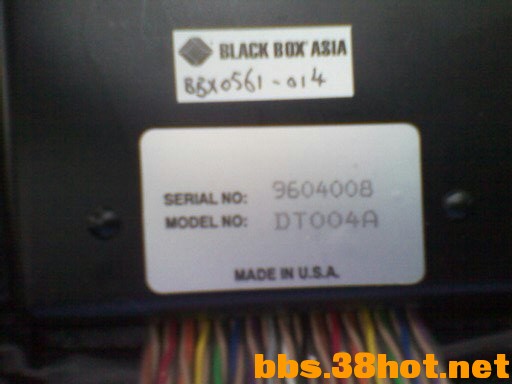 BLACK BOX® ASIA
BBX0561-014
SERIAL NO: 9604008
MODEL NO: DT004A
MADE IN U.S.A.
bbs.38hot.net